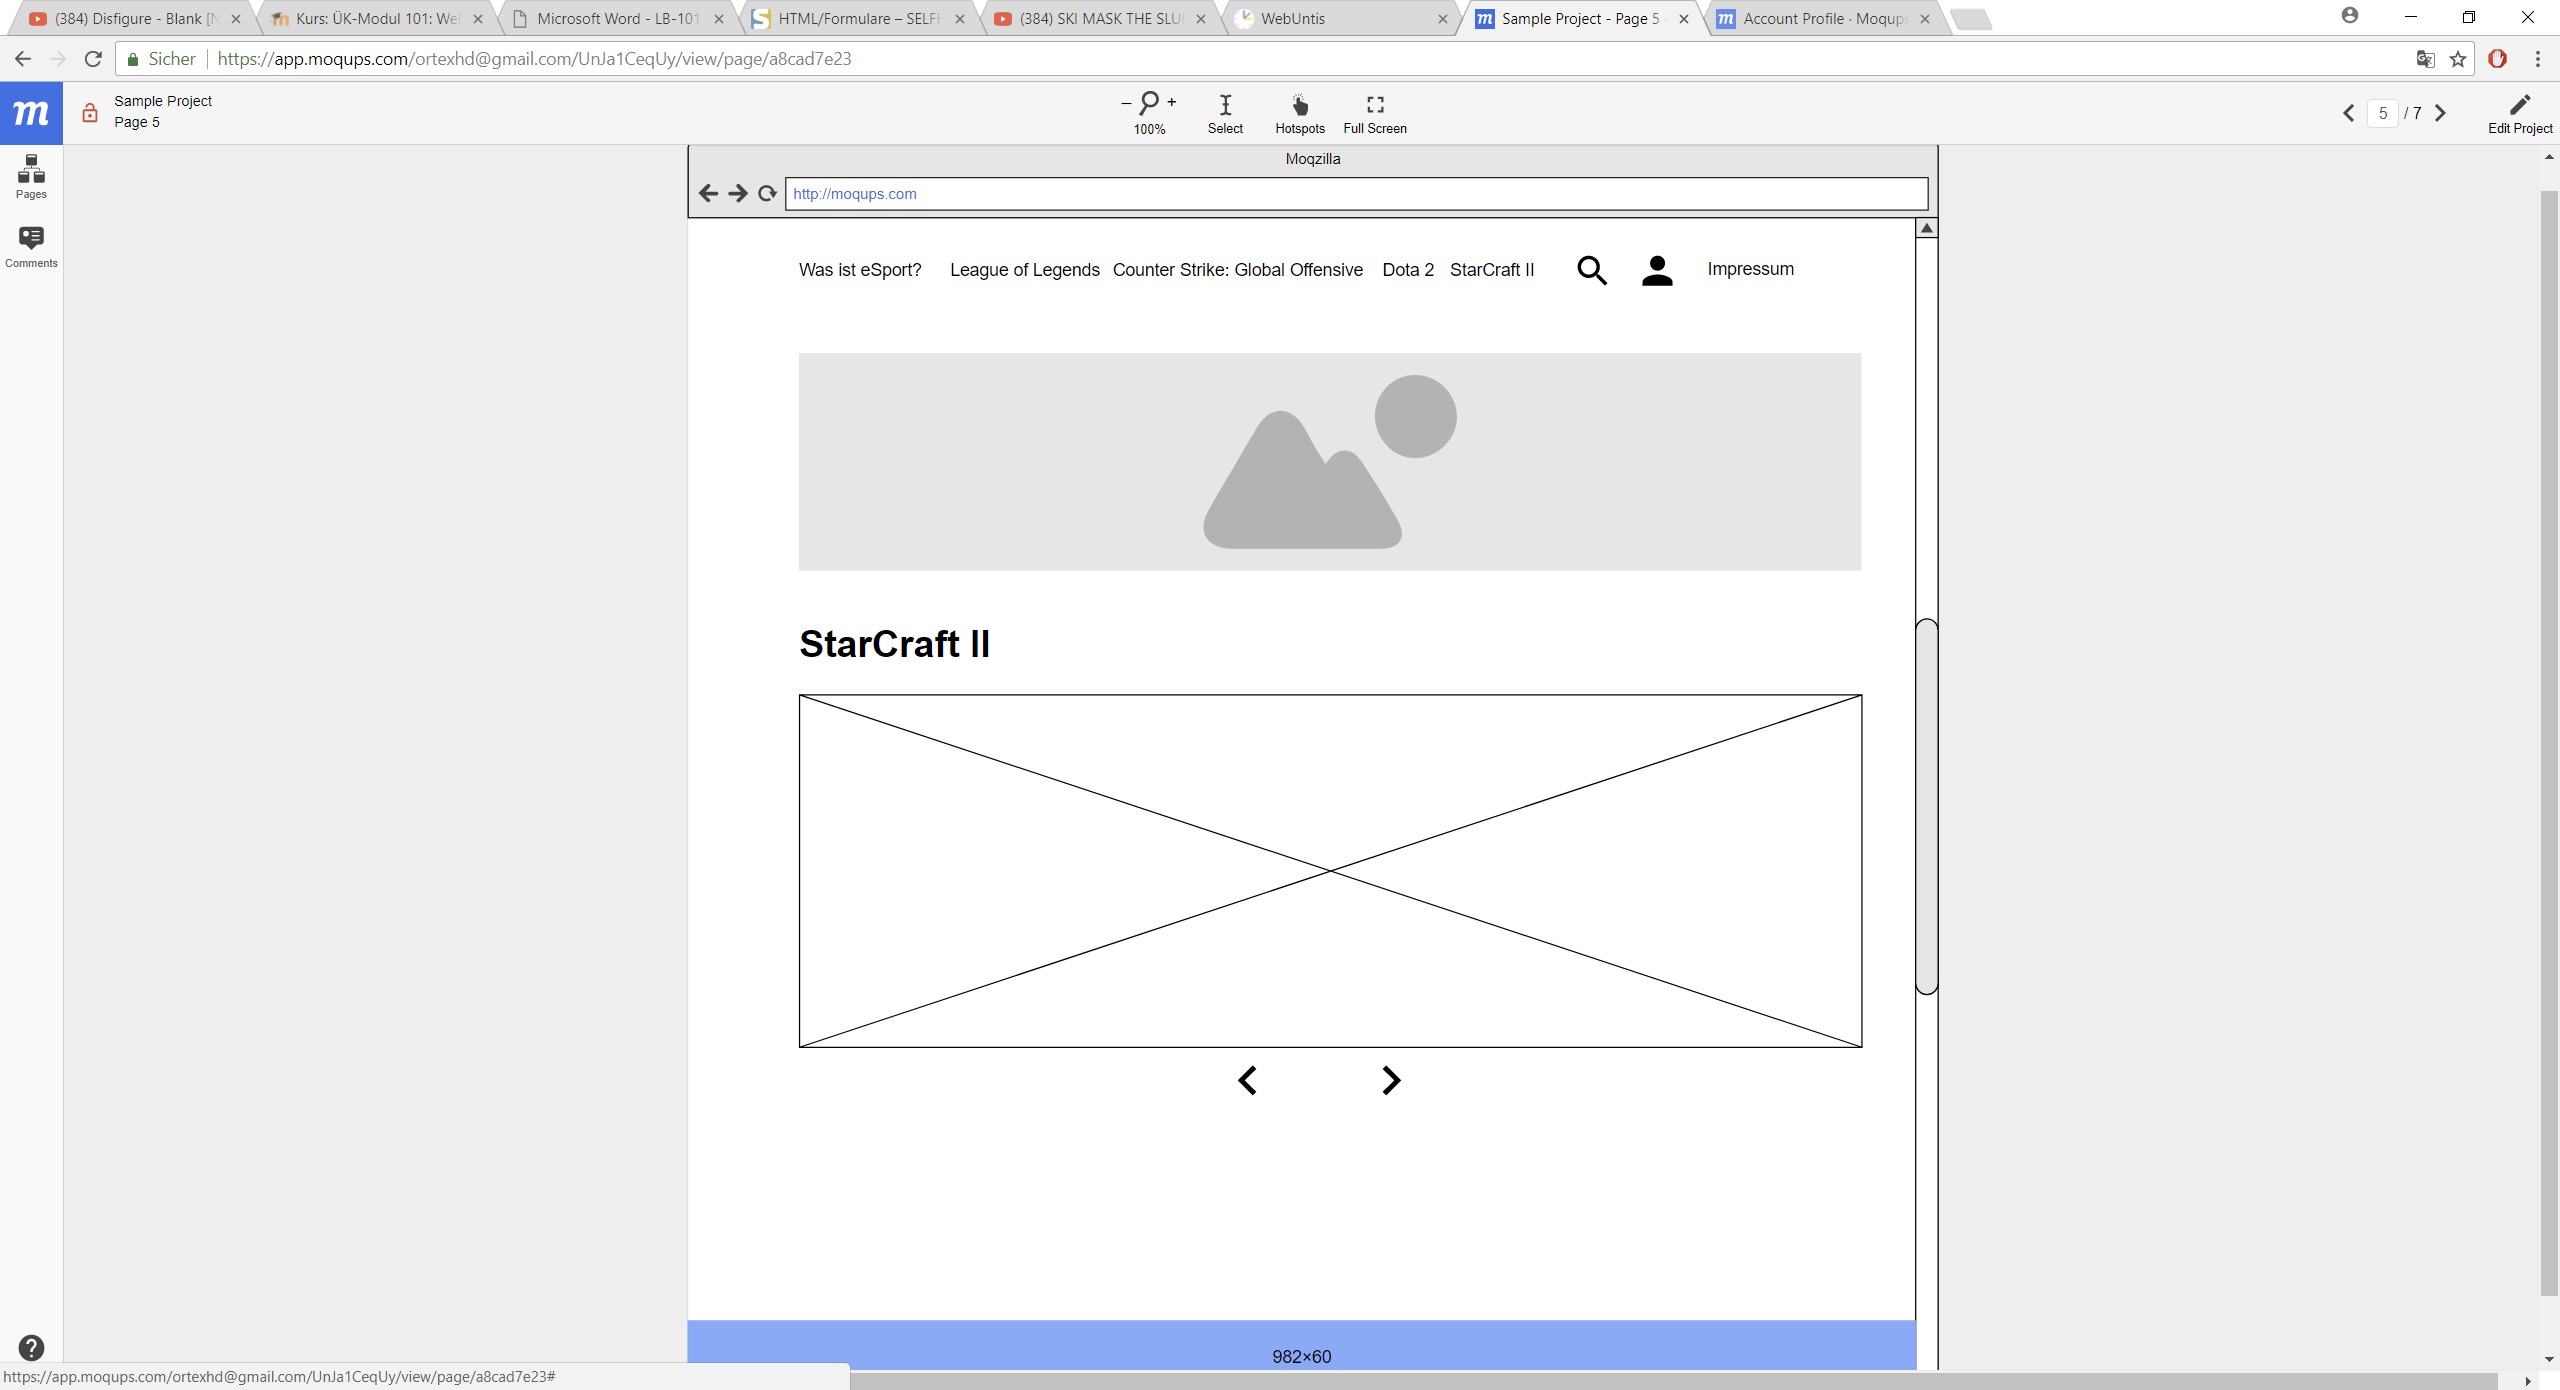 (384) Disfigure - Blank [N
Kurs: ÜK-Modul 101: We
Microsoft Word - LB-101
HTML/Formulare – SELFH
(384) SKI MASK THE SLU
WebUntis
Sample Project - Page 5
Account Profile · Moqups
Sicher
https://app.moqups.com/ortexhd@gmail.com/UnJa1CeqUy/view/page/a8cad7e23
m
Sample Project
Page 5
– +
100%
Select
Hotspots
Full Screen
5 / 7
Edit Project
Pages
Comments
Moqzilla
http://moqups.com
Was ist eSport? League of Legends Counter Strike: Global Offensive Dota 2 StarCraft II Impressum
StarCraft II
982×60
https://app.moqups.com/ortexhd@gmail.com/UnJa1CeqUy/view/page/a8cad7e23#